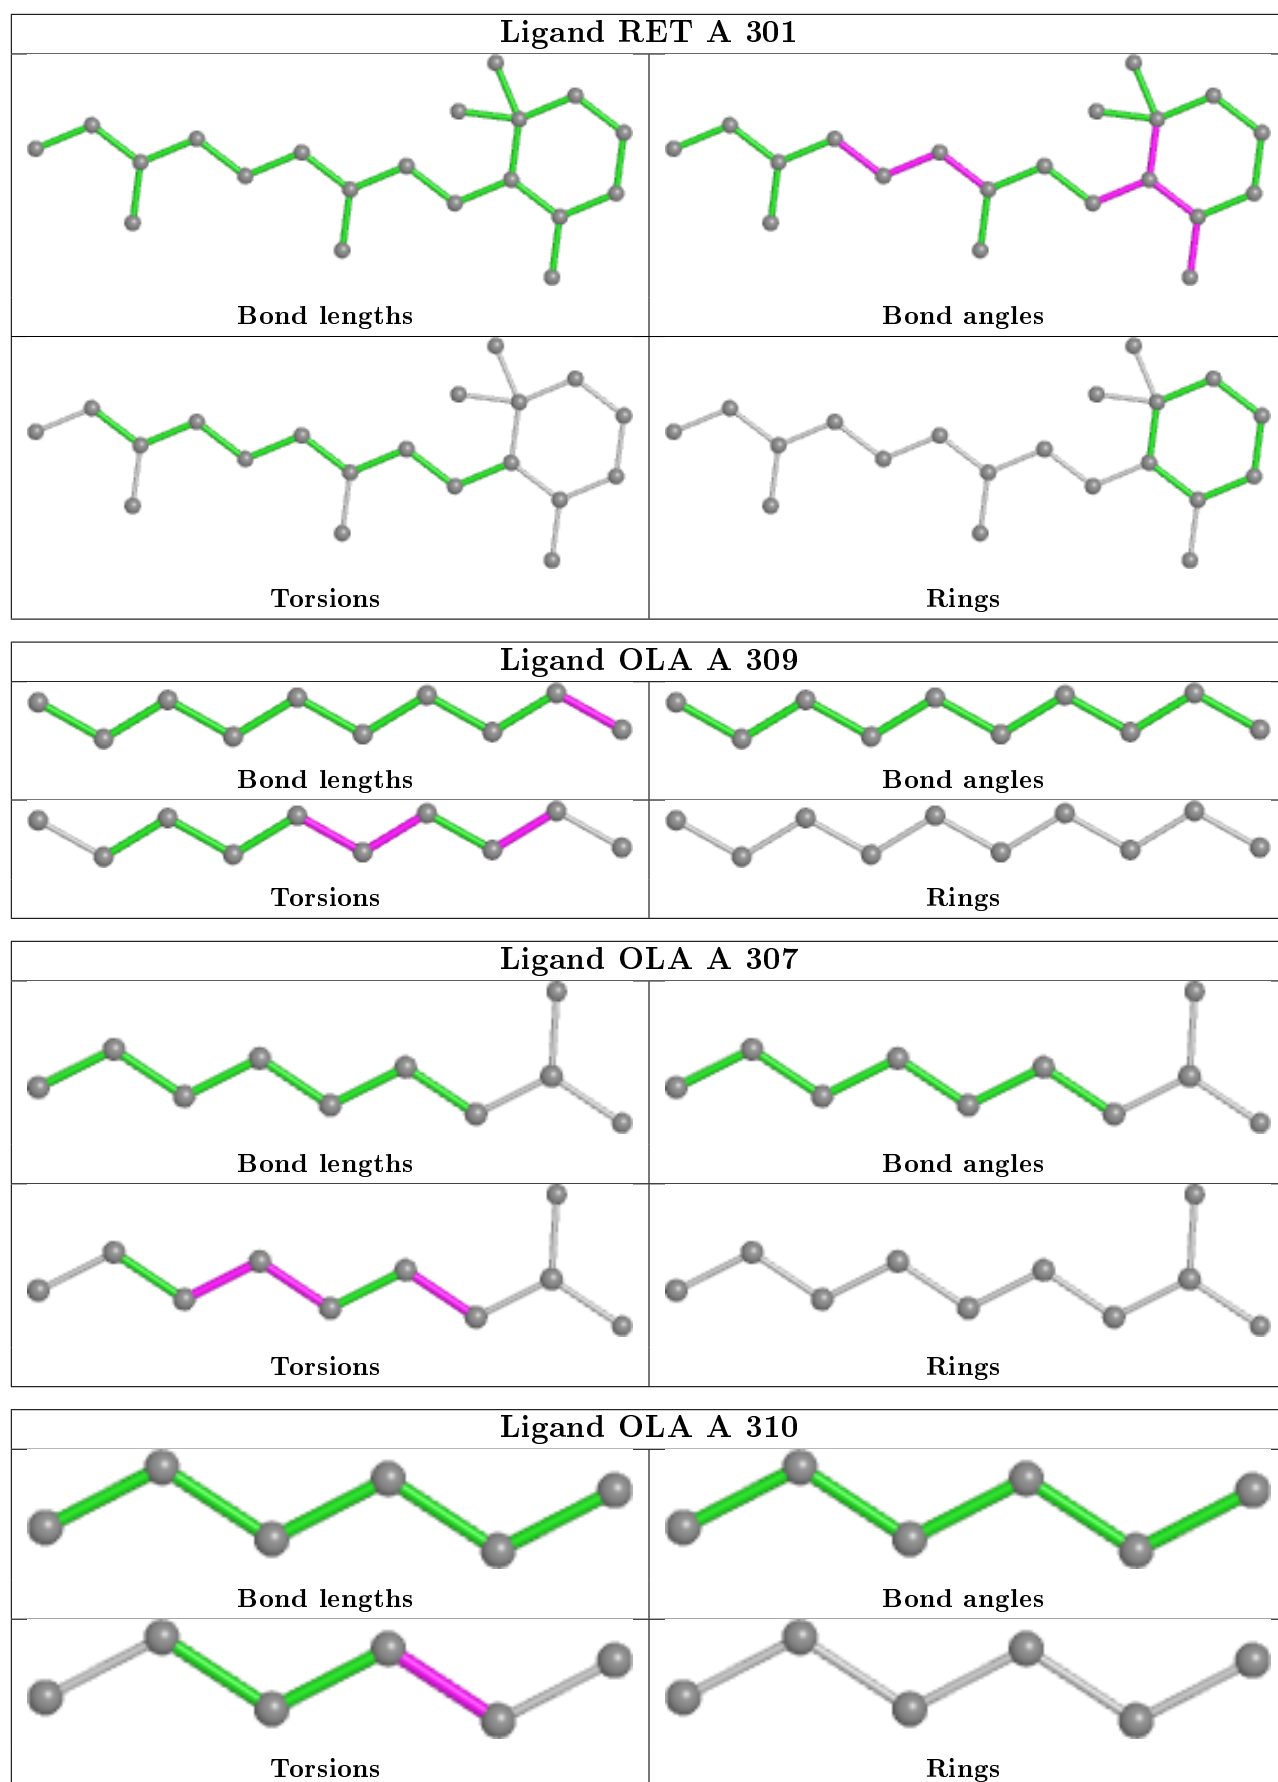 Ligand RET A 301
Bond lengths
Bond angles
Torsions
Rings
Ligand OLA A 309
Bond lengths
Bond angles
Torsions
Rings
Ligand OLA A 307
Bond lengths
Bond angles
Torsions
Rings
Ligand OLA A 310
Bond lengths
Bond angles
Torsions
Rings